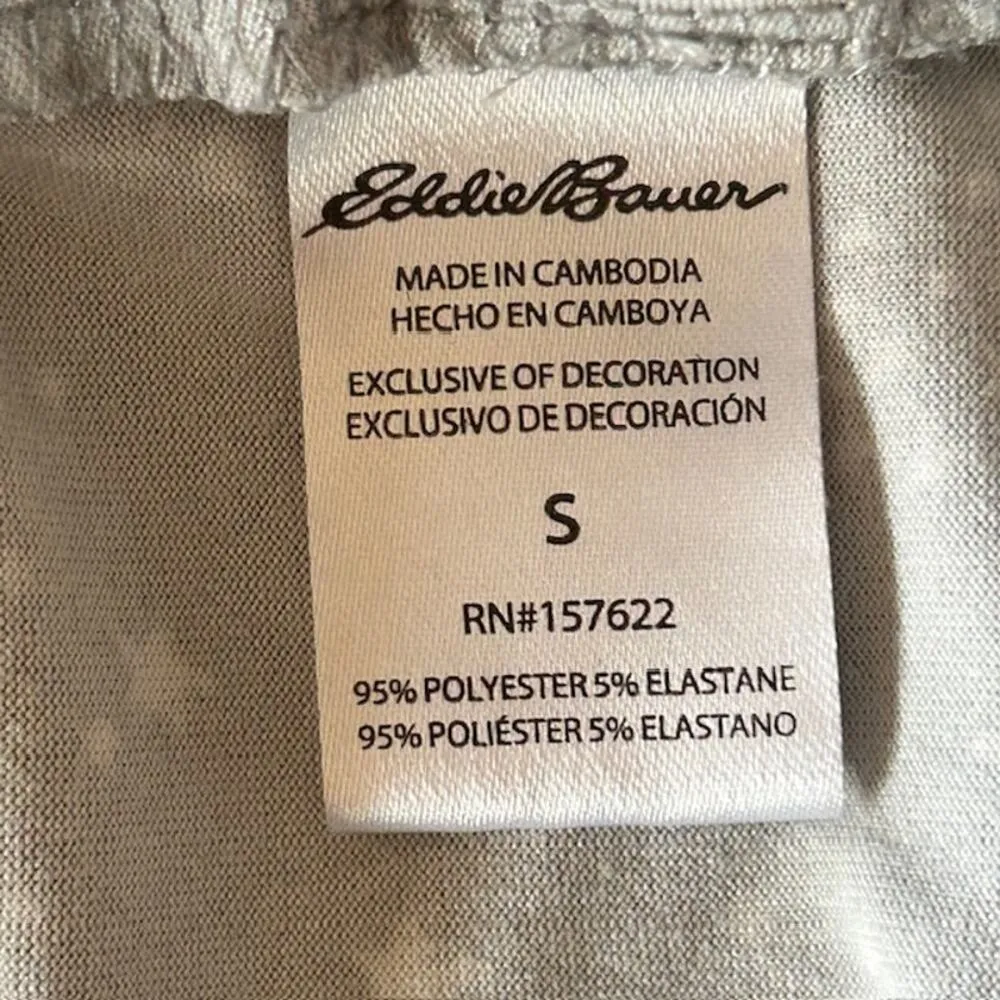 Eddie Bauer
MADE IN CAMBODIA
HECHO EN CAMBOYA
EXCLUSIVE OF DECORATION
EXCLUSIVO DE DECORACIÓN
S
RN#157622
95% POLYESTER 5% ELASTANE
95% POLIÉSTER 5% ELASTANO